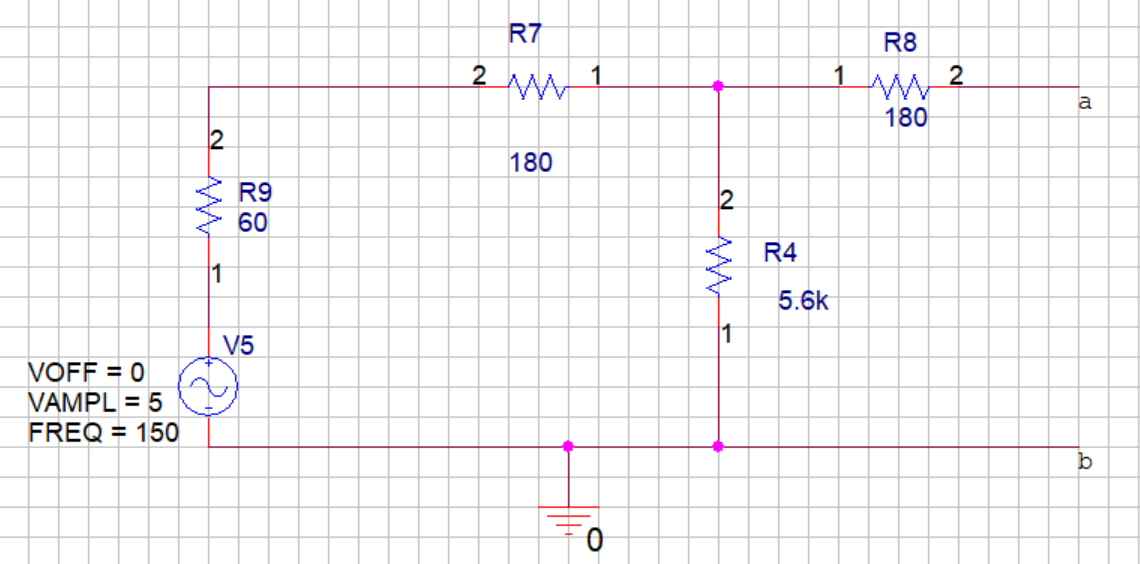 R7
R8
2
1
1
2
a
180
2
180
R9
60
2
R4
1
5.6k
1
V5
VOFF = 0
VAMPL = 5
FREQ = 150
b
0